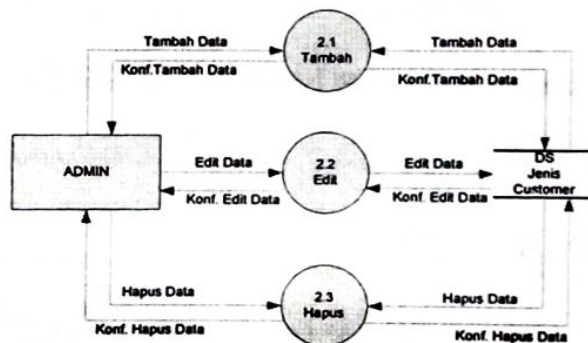 Tambah Data
Konf.Tambah Data
2.1
Tambah
Tambah Data
Konf.Tambah Data
ADMIN
Edit Data
Konf. Edit Data
2.2
Edit
Edit Data
Konf. Edit Data
DS
Jenis
Customer
Hapus Data
Konf. Hapus Data
2.3
Hapus
Hapus Data
Konf. Hapus Data